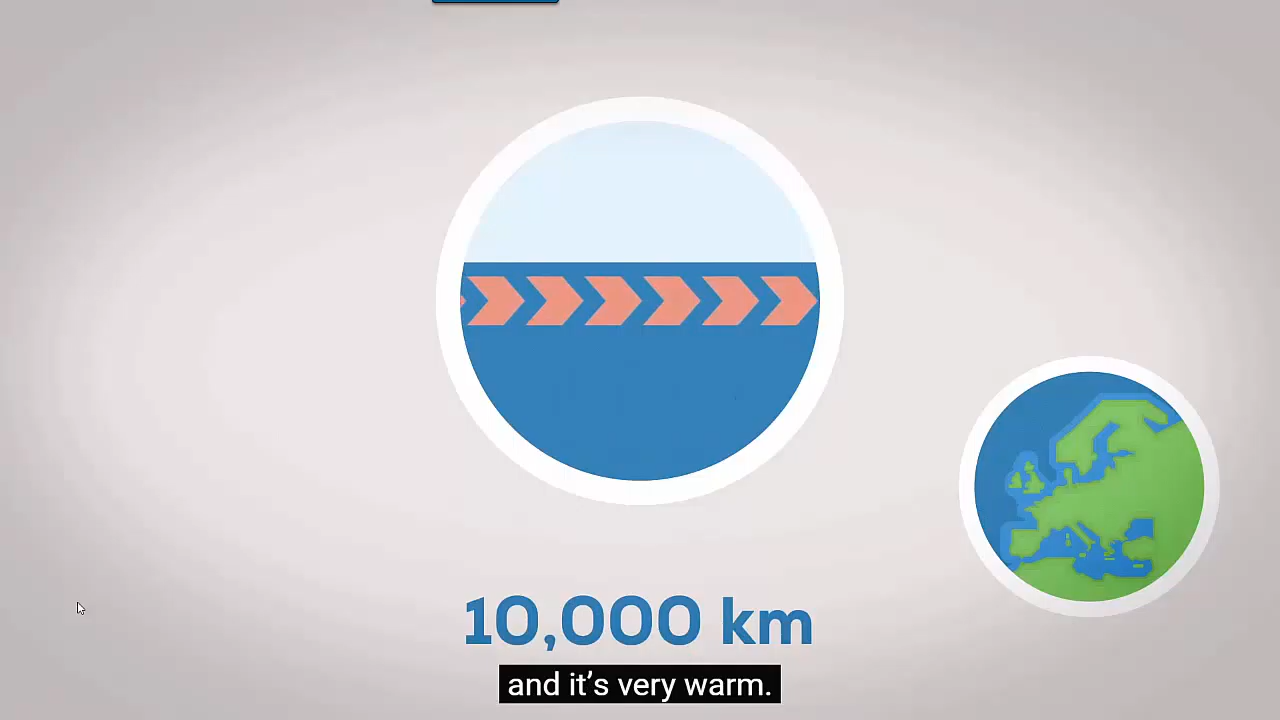 10,000 km
and it’s very warm.